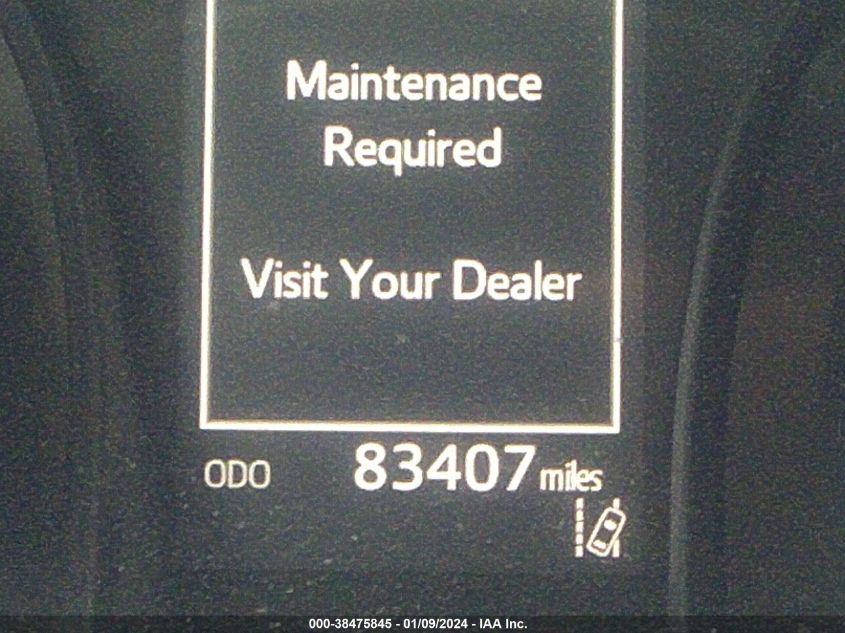 Maintenance
Required
Visit Your Dealer
ODO 83407 miles
000-38475845 - 01/09/2024 - IAA Inc.